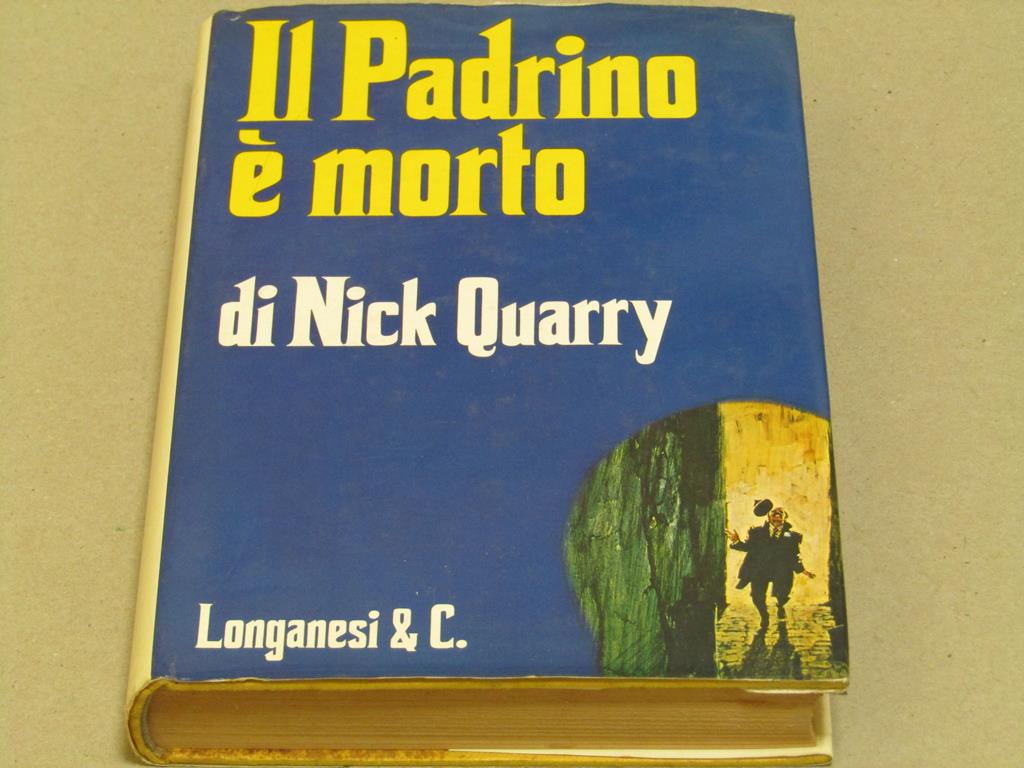 Il Padrino
è morto
di Nick Quarry
Longanesi & C.